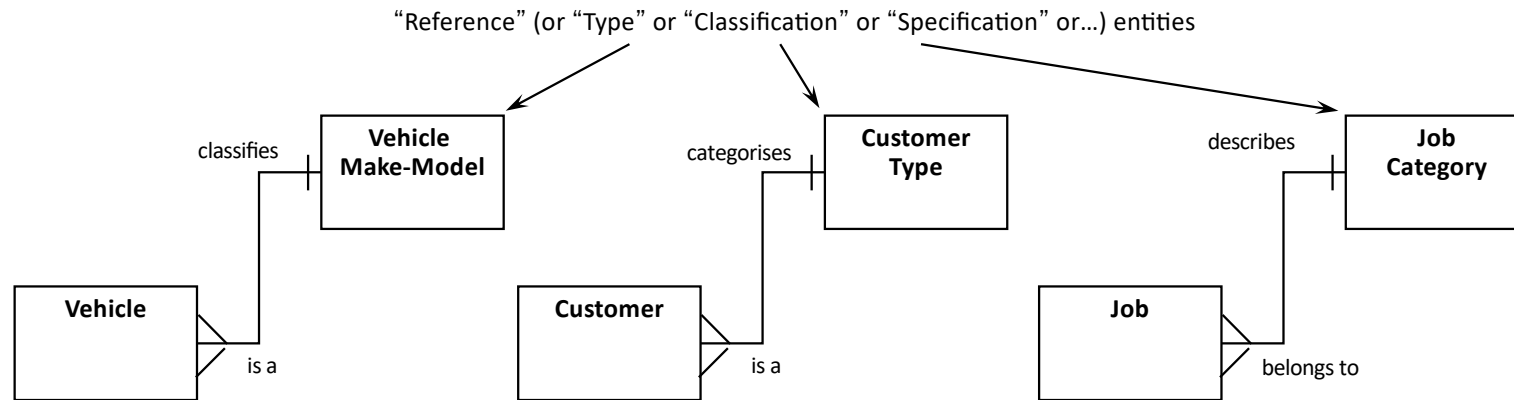 “Reference” (or “Type” or “Classification” or “Specification” or…) entities
classifies
Vehicle
Make-Model
categorises
Customer
Type
describes
Job
Category
Vehicle
is a
Customer
is a
Job
belongs to